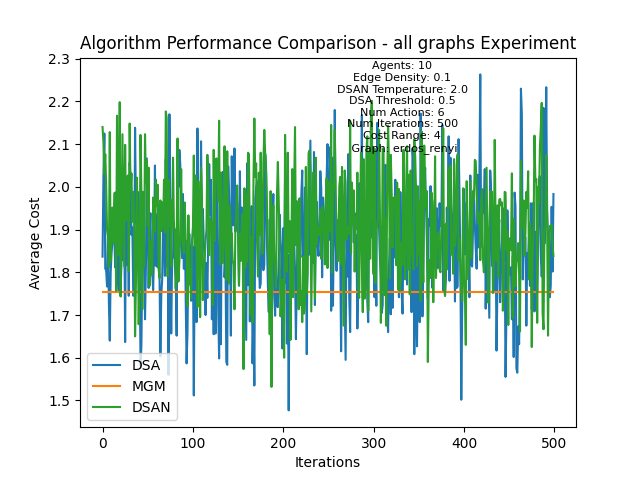 Algorithm Performance Comparison - all graphs Experiment
Agents: 10
Edge Density: 0.1
DSAN Temperature: 2.0
DSA Threshold: 0.5
Num Actions: 6
Num Iterations: 500
Cost Range: 4
Graph: erdos_renyi
2.3
2.2
2.1
2.0
1.9
1.8
1.7
1.6
1.5
Average Cost
DSA
MGM
DSAN
0
100
200
300
400
500
Iterations